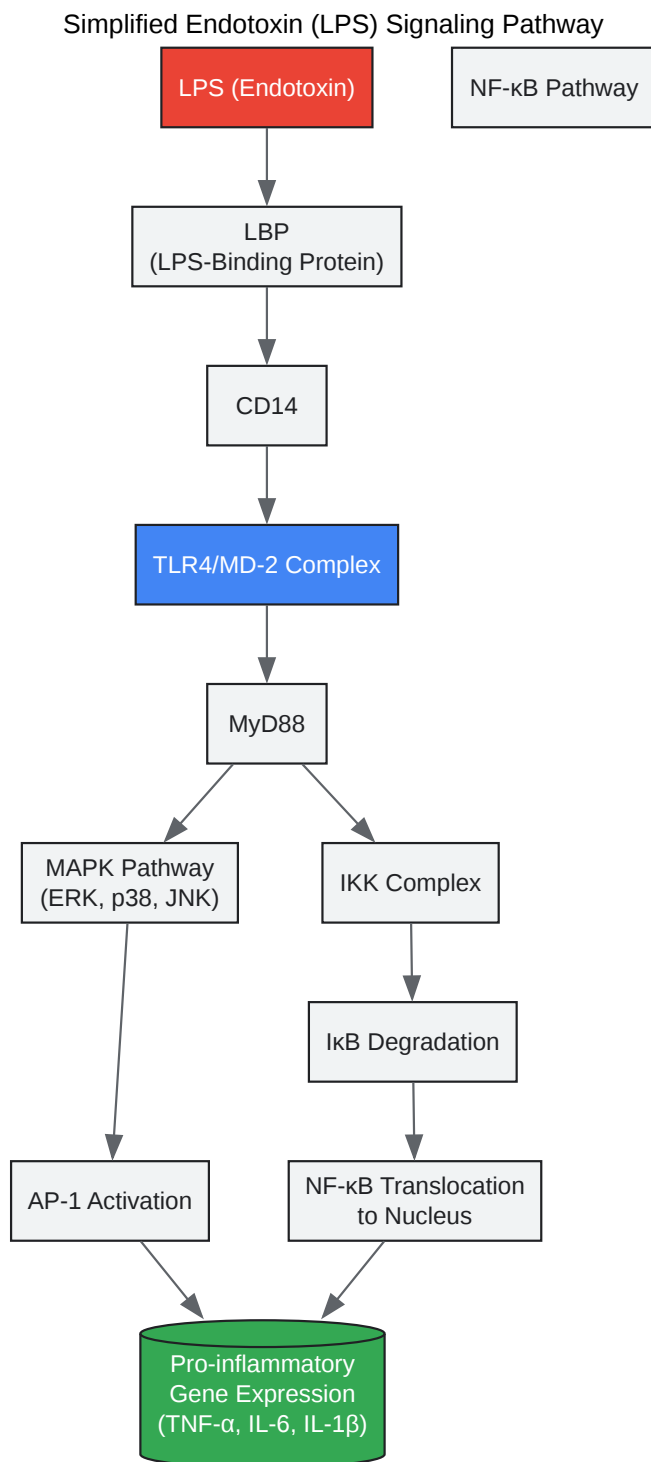 Simplified Endotoxin (LPS) Signaling Pathway
LPS (Endotoxin)
NF-κB Pathway
LBP
(LPS-Binding Protein)
CD14
TLR4/MD-2 Complex
MyD88
MAPK Pathway
(ERK, p38, JNK)
IKK Complex
IκB Degradation
AP-1 Activation
NF-κB Translocation
to Nucleus
Pro-inflammatory
Gene Expression
(TNF-α, IL-6, IL-1β)